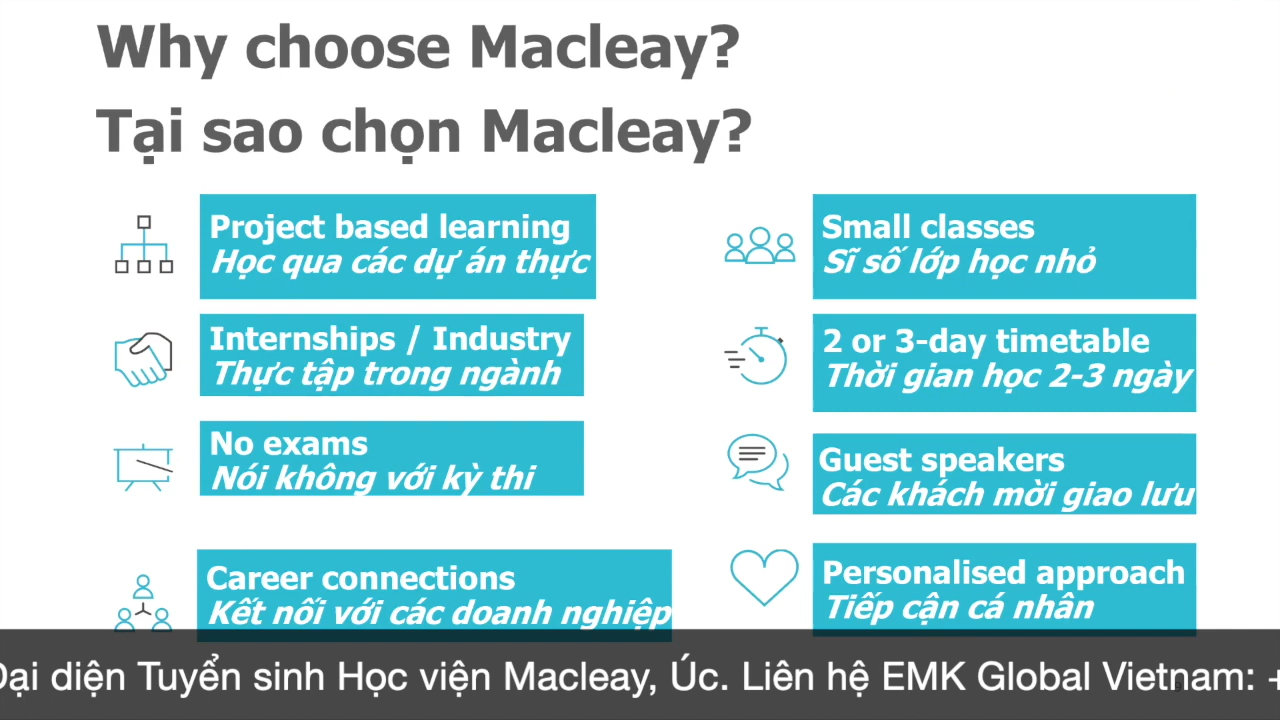 Why choose Macleay?
Tại sao chọn Macleay?
Project based learning
Học qua các dự án thực
Internships / Industry
Thực tập trong ngành
No exams
Nói không với kỳ thi
Career connections
Kết nối với các doanh nghiệp
Small classes
Sĩ số lớp học nhỏ
2 or 3-day timetable
Thời gian học 2-3 ngày
Guest speakers
Các khách mời giao lưu
Personalised approach
Tiếp cận cá nhân
Đại diện Tuyển sinh Học viện Macleay, Úc. Liên hệ EMK Global Vietnam: +